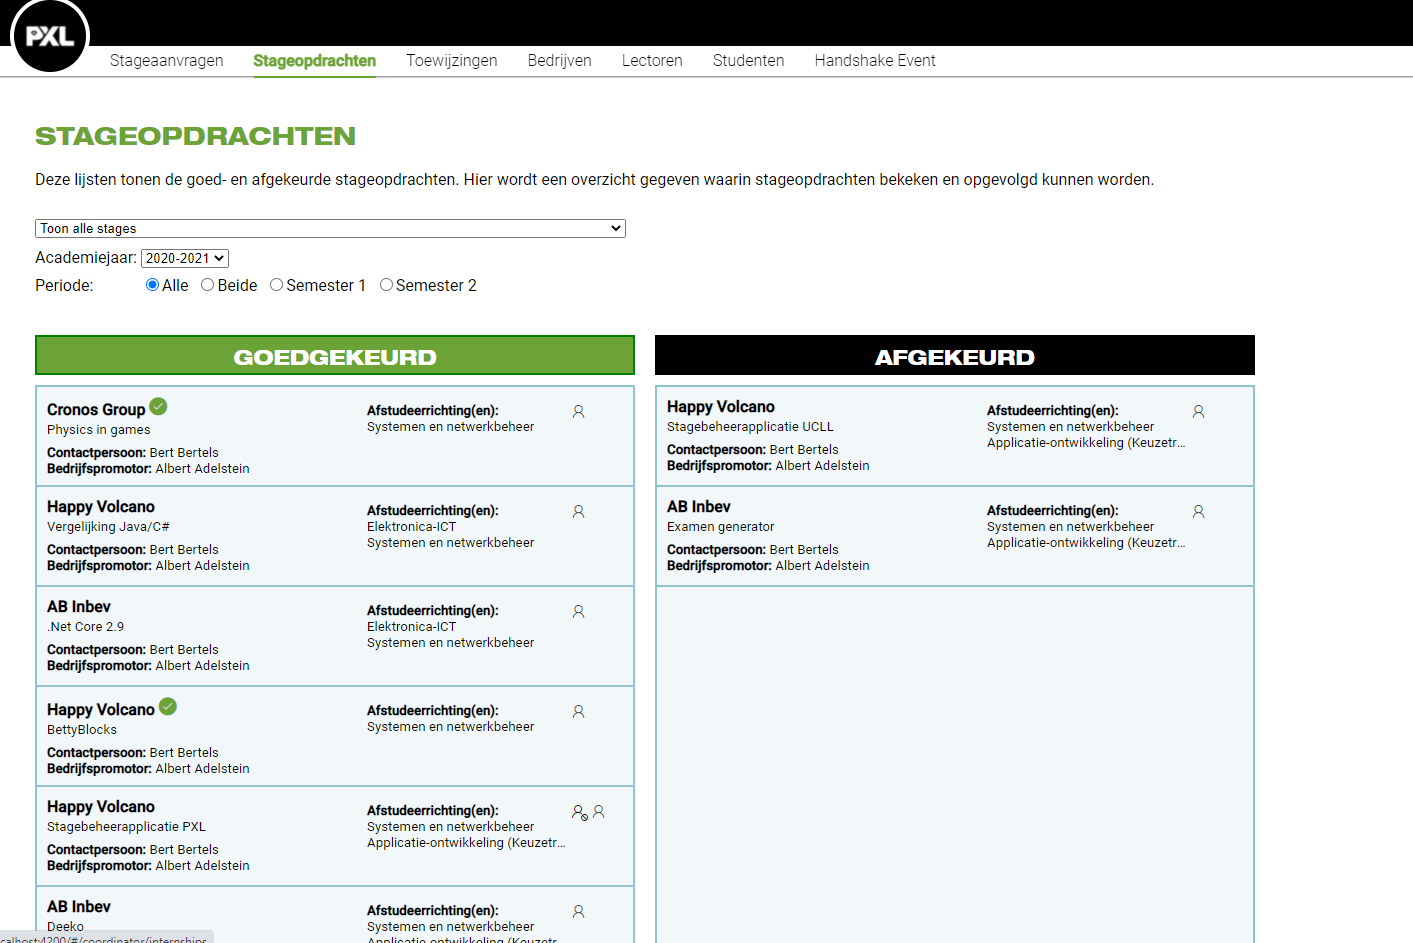 PXL
Stageaanvragen Stageopdrachten Toewijzingen Bedrijven Lectoren Studenten Handshake Event
STAGEOPDRACHTEN
Deze lijsten tonen de goed- en afgekeurde stageopdrachten. Hier wordt een overzicht gegeven waarin stageopdrachten bekeken en opgevolgd kunnen worden.
Toon alle stages
Academiejaar: 2020-2021
Periode: Alle Beide Semester 1 Semester 2
GOEDGEKEURD
Cronos Group
Physics in games
Contactpersoon: Bert Bertels
Bedrijfspromotor: Albert Adelstein
Afstudeerrichting(en):
Systemen en netwerkbeheer
Happy Volcano
Vergelijking Java/C#
Contactpersoon: Bert Bertels
Bedrijfspromotor: Albert Adelstein
Afstudeerrichting(en):
Elektronica-ICT
Systemen en netwerkbeheer
AB Inbev
.Net Core 2.9
Contactpersoon: Bert Bertels
Bedrijfspromotor: Albert Adelstein
Afstudeerrichting(en):
Elektronica-ICT
Systemen en netwerkbeheer
Happy Volcano
BettyBlocks
Contactpersoon: Bert Bertels
Bedrijfspromotor: Albert Adelstein
Afstudeerrichting(en):
Systemen en netwerkbeheer
Happy Volcano
Stagebeheerapplicatie PXL
Contactpersoon: Bert Bertels
Bedrijfspromotor: Albert Adelstein
Afstudeerrichting(en):
Systemen en netwerkbeheer
Applicatie-ontwikkeling (Keuzetr...
AB Inbev
Deeko
Afstudeerrichting(en):
Systemen en netwerkbeheer
Applicatie-ontwikkeling (Keuzetr
AFGEKEURD
Happy Volcano
Stagebeheerapplicatie UCLL
Contactpersoon: Bert Bertels
Bedrijfspromotor: Albert Adelstein
Afstudeerrichting(en):
Systemen en netwerkbeheer
Applicatie-ontwikkeling (Keuzetr...
AB Inbev
Examen generator
Contactpersoon: Bert Bertels
Bedrijfspromotor: Albert Adelstein
Afstudeerrichting(en):
Systemen en netwerkbeheer
Applicatie-ontwikkeling (Keuzetr...
calhost:4200/#/coordinator/internships